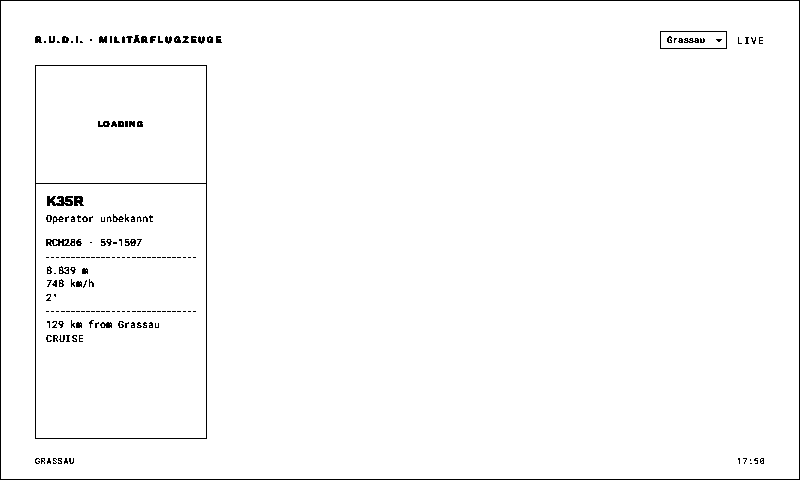 R.U.D.I. · MILITÄRFLUGZEUGE
Grassau
LIVE
LOADING
K35R
Operator unbekannt
RCH286 · 59-1507
8.839 m
748 km/h
2°
129 km from Grassau
CRUISE
GRASSAU
17:50